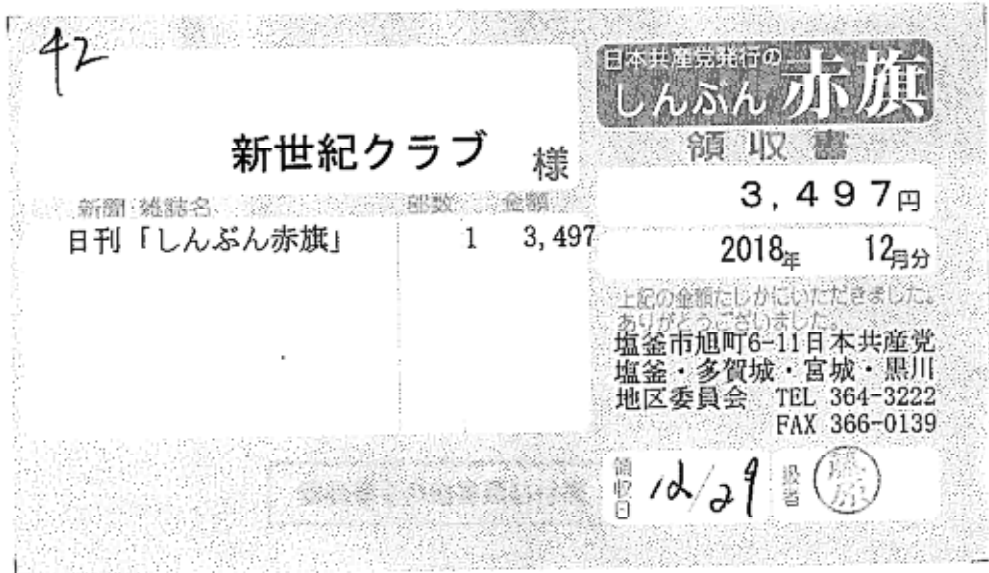 42
日本共産党発行の
しんぶん赤旗
領収書
新世紀クラブ 様
3,497円
新聞 雑誌名 部数 金額
日刊「しんぶん赤旗」 1 3,497
2018年 12月分
上記の金額たしかにいただきました。
ありがとうございました。
塩釜市旭町6-11日本共産党
塩釜・多賀城・宮城・黒川
地区委員会 TEL 364-3222
FAX 366-0139
領収日 12/29 扱者 藤原